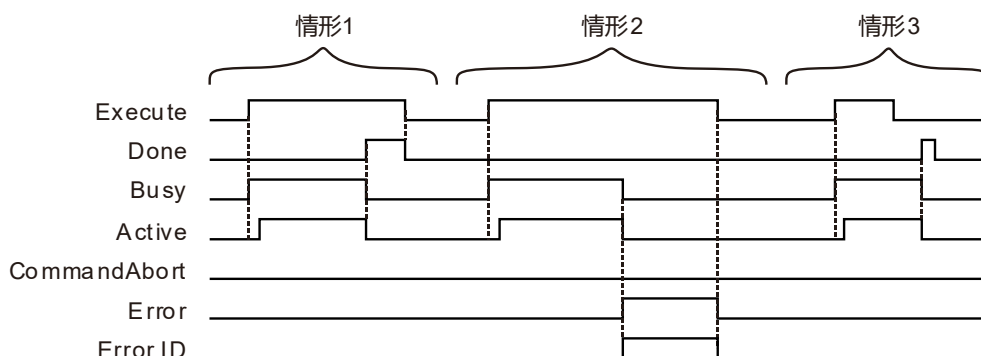 情形1 情形2 情形3
Execute
Done
Busy
Active
CommandAbort
Error
Error ID